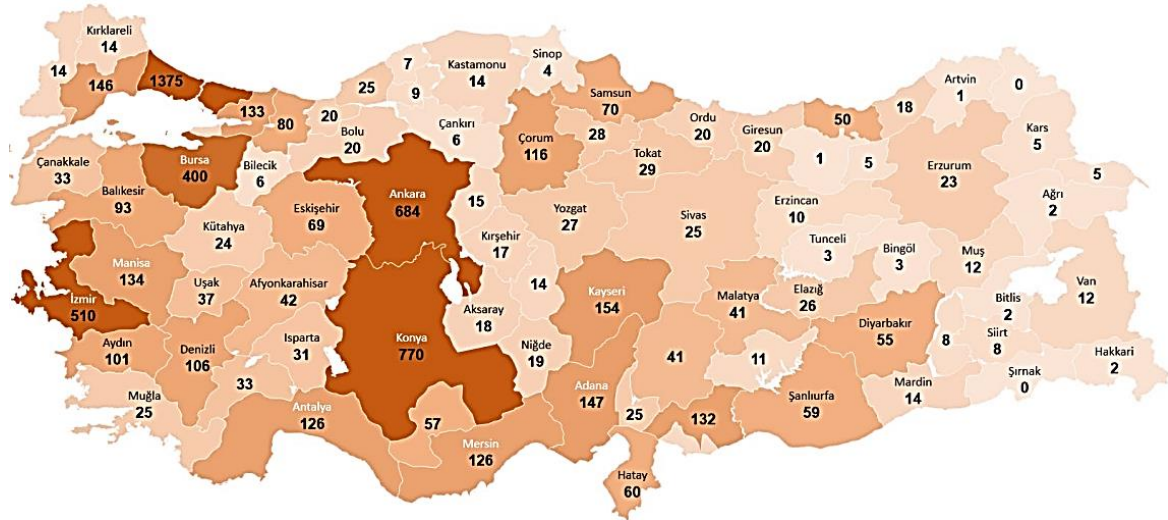 Kırklareli
14
14
146
1375
133
80
20
25
7
9
Kastamonu
14
Sinop
4
Samsun
70
Artvin
1
0
18
50
Ordu
20
Giresun
20
1
5
Kars
5
5
Çanakkale
33
Balıkesir
93
Bursa
400
Bilecik
6
Bolu
20
Çankırı
6
Çorum
116
28
Tokat
29
Erzurum
23
Ağrı
2
Ankara
684
15
Eskişehir
69
Kütahya
24
Kırşehir
17
Yozgat
27
Sivas
25
Erzincan
10
Tunceli
3
Bingöl
3
Muş
12
Van
12
Manisa
134
İzmir
510
Uşak
37
Afyonkarahisar
42
14
Kayseri
154
Malatya
41
Elazığ
26
Bitlis
2
Siirt
8
8
Diyarbakır
55
Aksaray
18
Konya
770
Isparta
31
Aydın
101
Denizli
106
Niğde
19
41
11
Hakkari
2
Şırnak
0
Mardin
14
Şanlıurfa
59
Muğla
25
33
Antalya
126
57
Mersin
126
Adana
147
25
132
Hatay
60